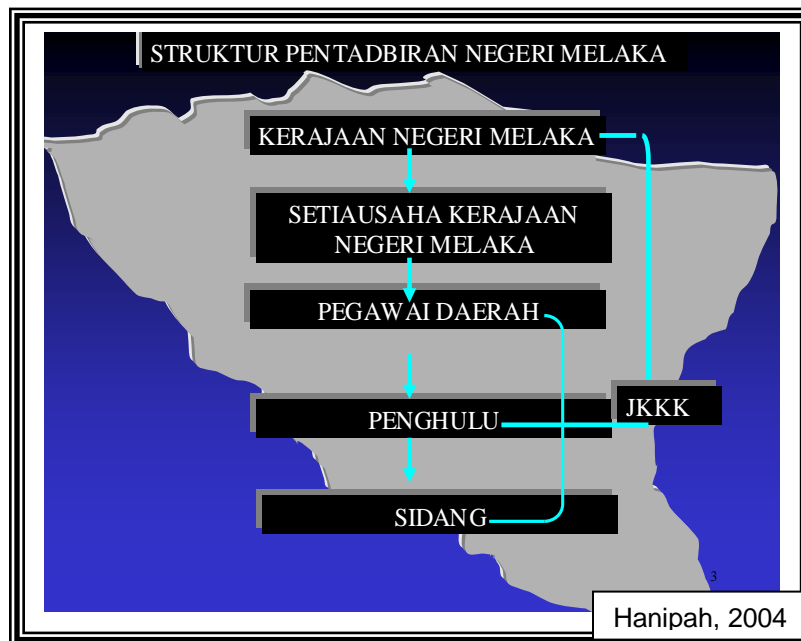 STRUKTUR PENTADBIRAN NEGERI MELAKA
KERAJAAN NEGERI MELAKA
SETIAUSAHA KERAJAAN
NEGERI MELAKA
PEGAWAI DAERAH
JKKK
PENGHULU
SIDANG
3
Hanipah, 2004